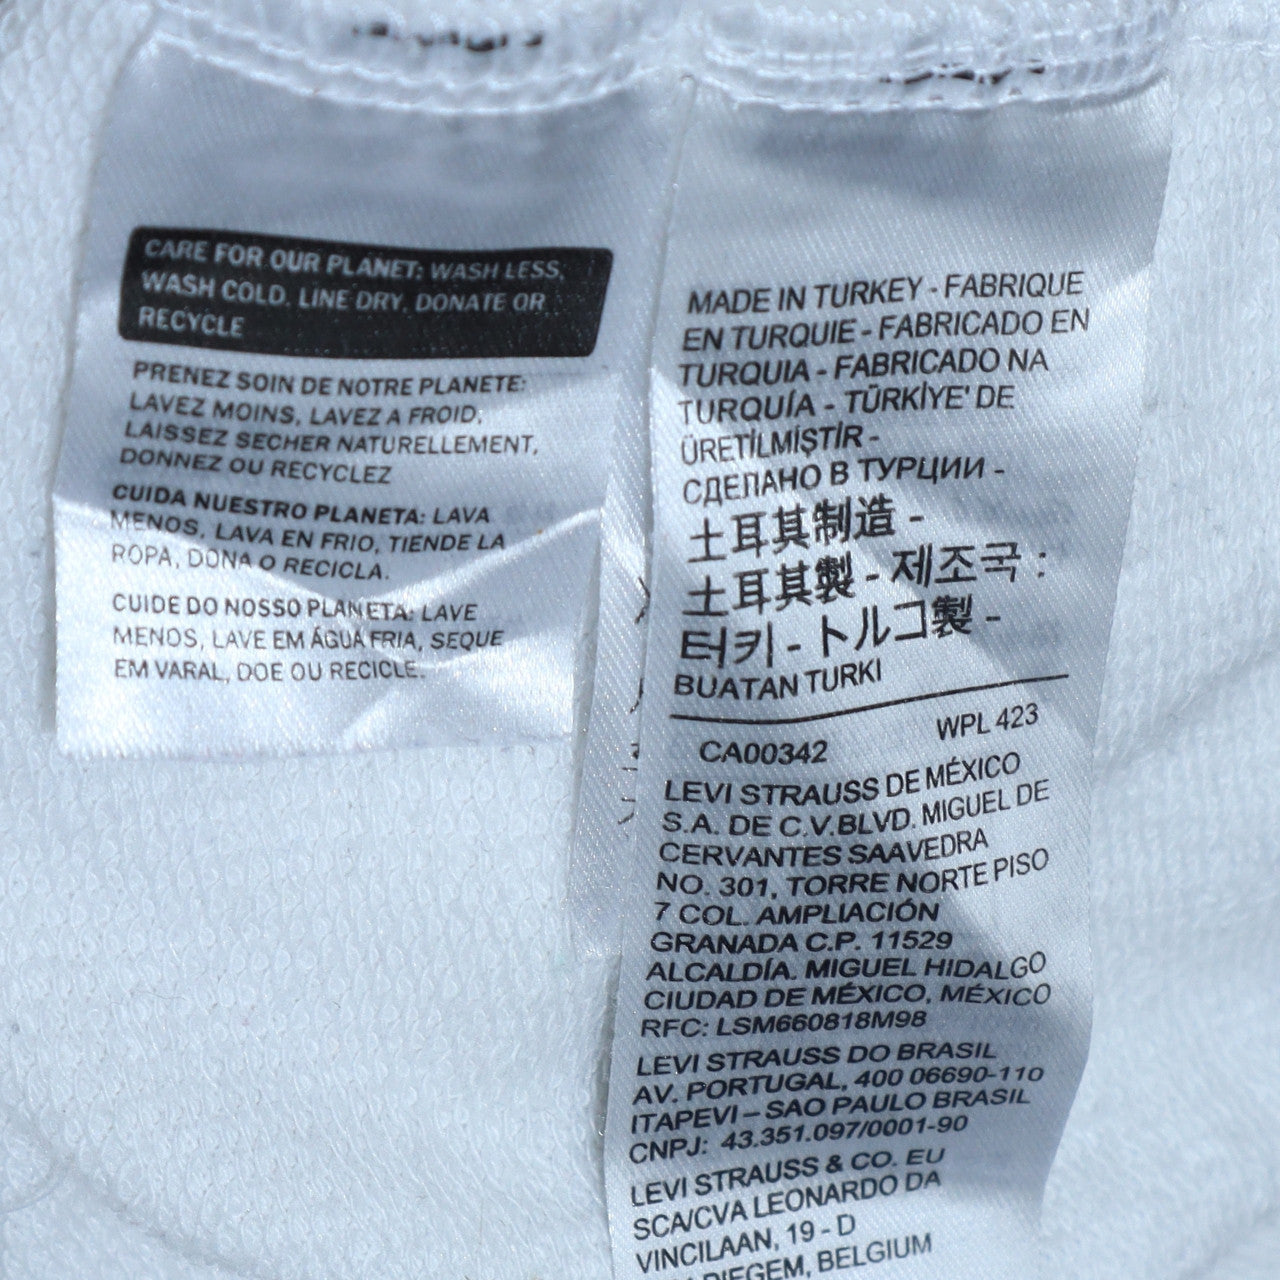 CARE FOR OUR PLANET: WASH LESS,
WASH COLD, LINE DRY, DONATE OR
RECYCLE
PRENEZ SOIN DE NOTRE PLANETE:
LAVEZ MOINS, LAVEZ A FROID,
LAISSEZ SECHER NATURELLEMENT,
DONNEZ OU RECYCLEZ
CUIDA NUESTRO PLANETA: LAVA
MENOS, LAVA EN FRIO, TIENDE LA
ROPA, DONA O RECICLA.
CUIDE DO NOSSO PLANETA: LAVE
MENOS, LAVE EM ÁGUA FRIA, SEQUE
EM VARAL, DOE OU RECICLE.
MADE IN TURKEY - FABRIQUE
EN TURQUIE - FABRICADO EN
TURQUIA - FABRICADO NA
TURQUÍA - TÜRKİYE' DE
ÜRETİLMİŞTİR -
СДЕЛАНО В ТУРЦИИ -
土耳其制造 -
土耳其製 - 제조국 :
터키 - トルコ製 -
BUATAN TURKI
WPL 423
CA00342
LEVI STRAUSS DE MÉXICO
S.A. DE C.V.BLVD. MIGUEL DE
CERVANTES SAAVEDRA
NO. 301, TORRE NORTE PISO
7 COL. AMPLIACIÓN
GRANADA C.P. 11529
ALCALDÍA. MIGUEL HIDALGO
CIUDAD DE MÉXICO, MÉXICO
RFC: LSM660818M98
LEVI STRAUSS DO BRASIL
AV. PORTUGAL, 400 06690-110
ITAPEVI – SAO PAULO BRASIL
CNPJ: 43.351.097/0001-90
LEVI STRAUSS & CO. EU
SCA/CVA LEONARDO DA
VINCILAAN, 19 - D
DIEGEM, BELGIUM